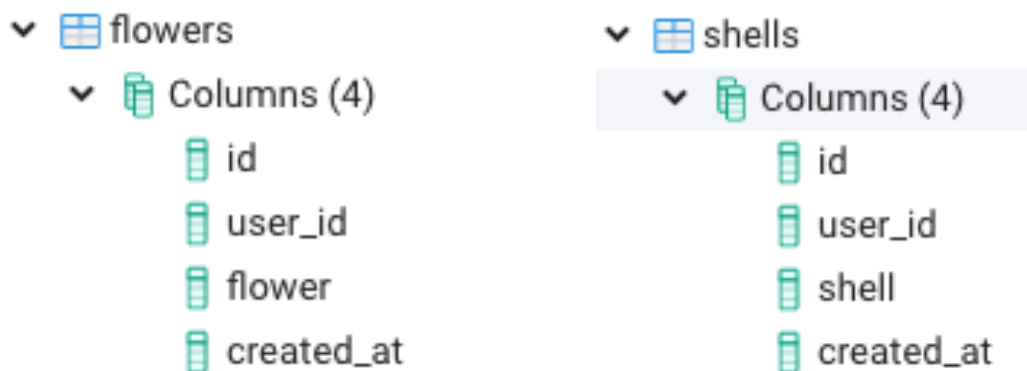 flowers
Columns (4)
id
user_id
flower
created_at
shells
Columns (4)
id
user_id
shell
created_at